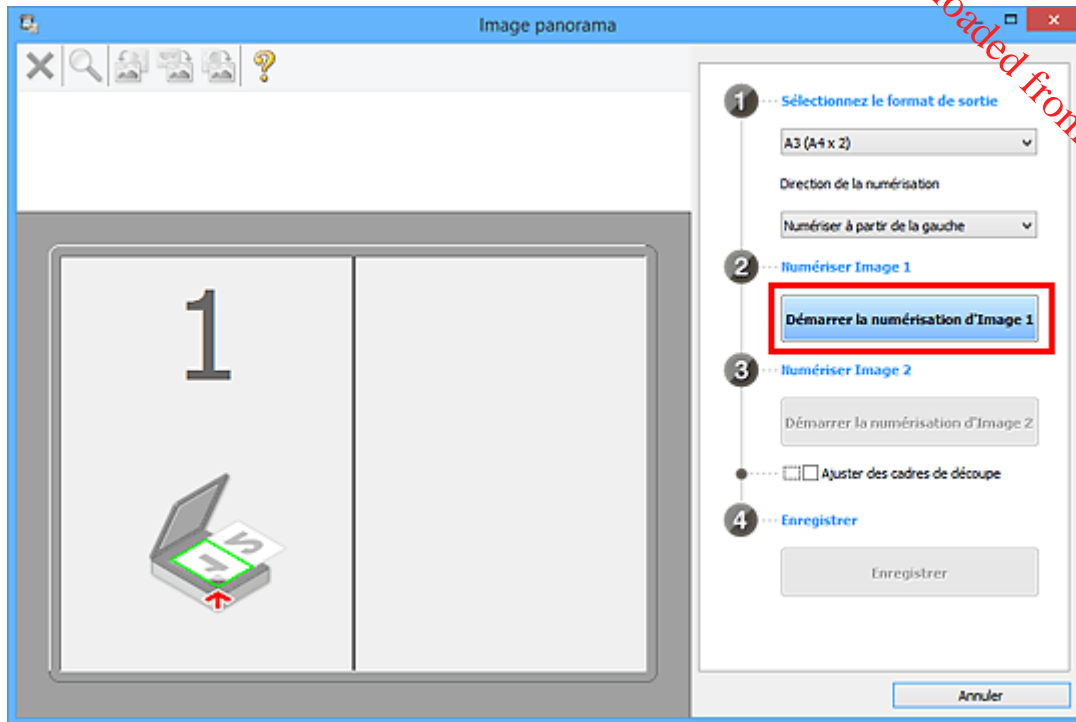 Image panorama
oaded from
1 Sélectionnez le format de sortie
A3 (A4 x 2)
Direction de la numérisation
Numériser à partir de la gauche
2 Numériser Image 1
Démarrer la numérisation d'Image 1
3 Numériser Image 2
Démarrer la numérisation d'Image 2
Ajuster des cadres de découpe
4 Enregistrer
Enregistrer
Annuler
1